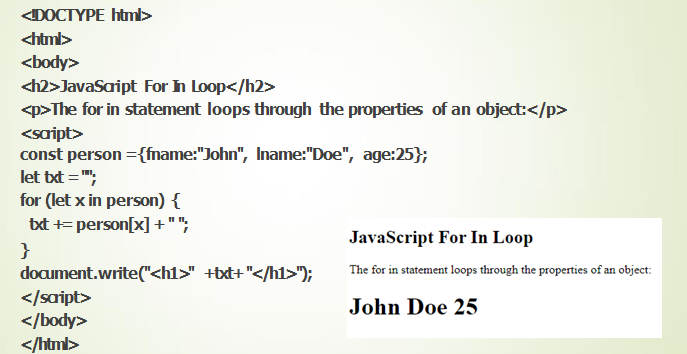 <!DOCTYPE html>
<html>
<body>
<h2>JavaScript For In Loop</h2>
<p>The for in statement loops through the properties of an object:</p>
<script>
const person ={fname:"John", lname:"Doe", age:25};
let txt ="";
for (let x in person) {
txt += person[x] + " ";
}
document.write("<h1>" +txt+ "</h1>");
</script>
</body>
</html>
JavaScript For In Loop
The for in statement loops through the properties of an object:
John Doe 25